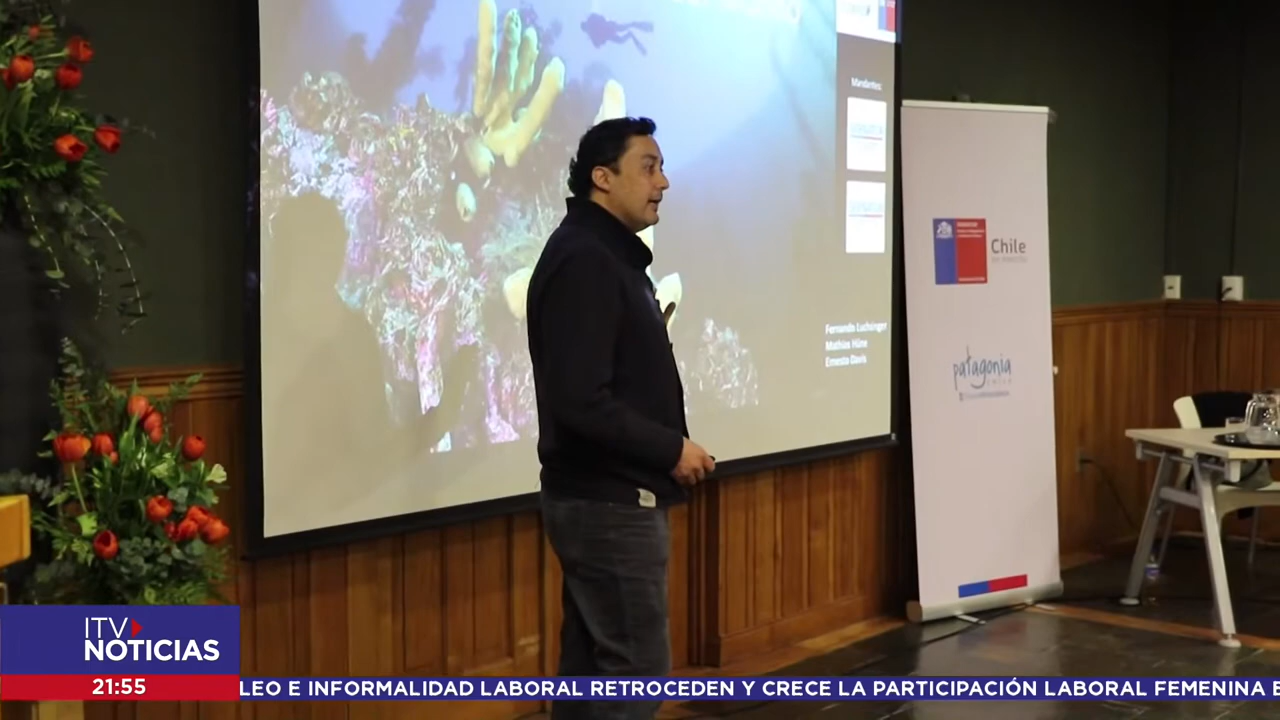 Mandantes
Fernando Luchsinger
Mathias Hüne
Ernesto Davis
Chile
patagonia
CHILE
ITV
NOTICIAS
21:55
LEO E INFORMALIDAD LABORAL RETROCEDEN Y CRECE LA PARTICIPACIÓN LABORAL FEMENINA E